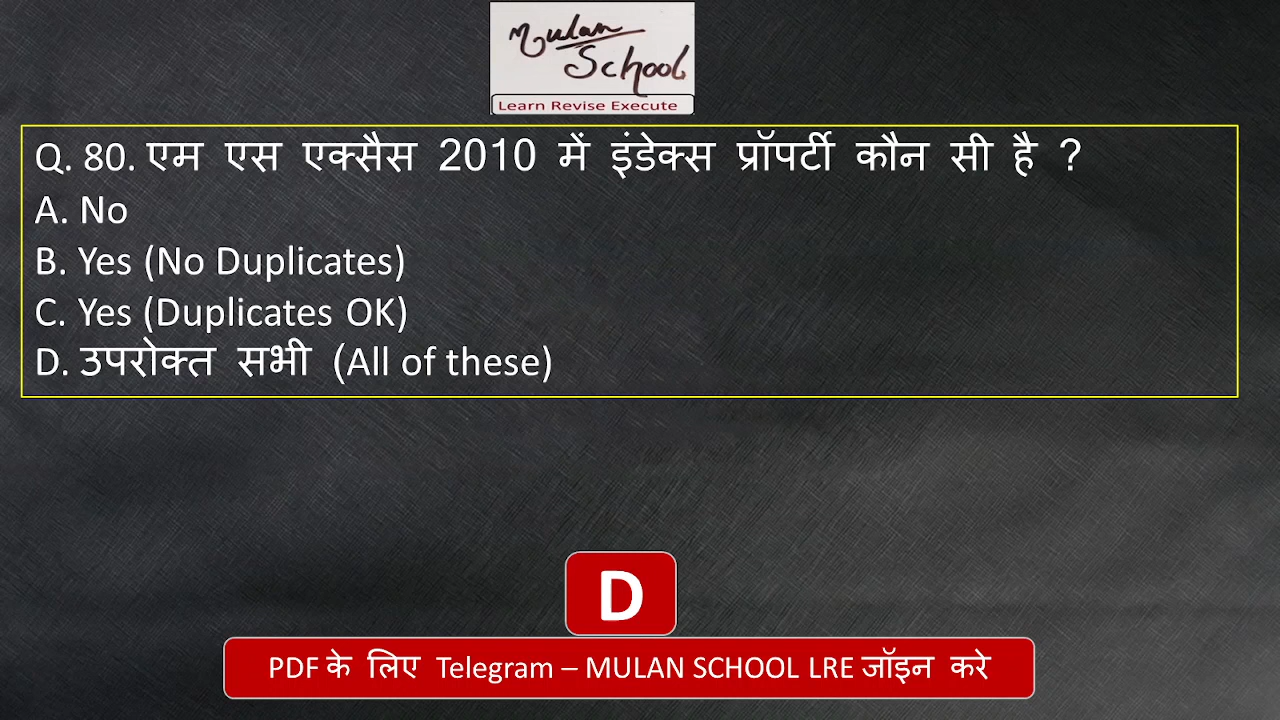 Mulan
School
Learn Revise Execute
Q. 80. एम एस एक्सैस 2010 में इंडेक्स प्रॉपर्टी कौन सी है ?
A. No
B. Yes (No Duplicates)
C. Yes (Duplicates OK)
D. उपरोक्त सभी (All of these)
D
PDF के लिए Telegram – MULAN SCHOOL LRE जॉइन करे